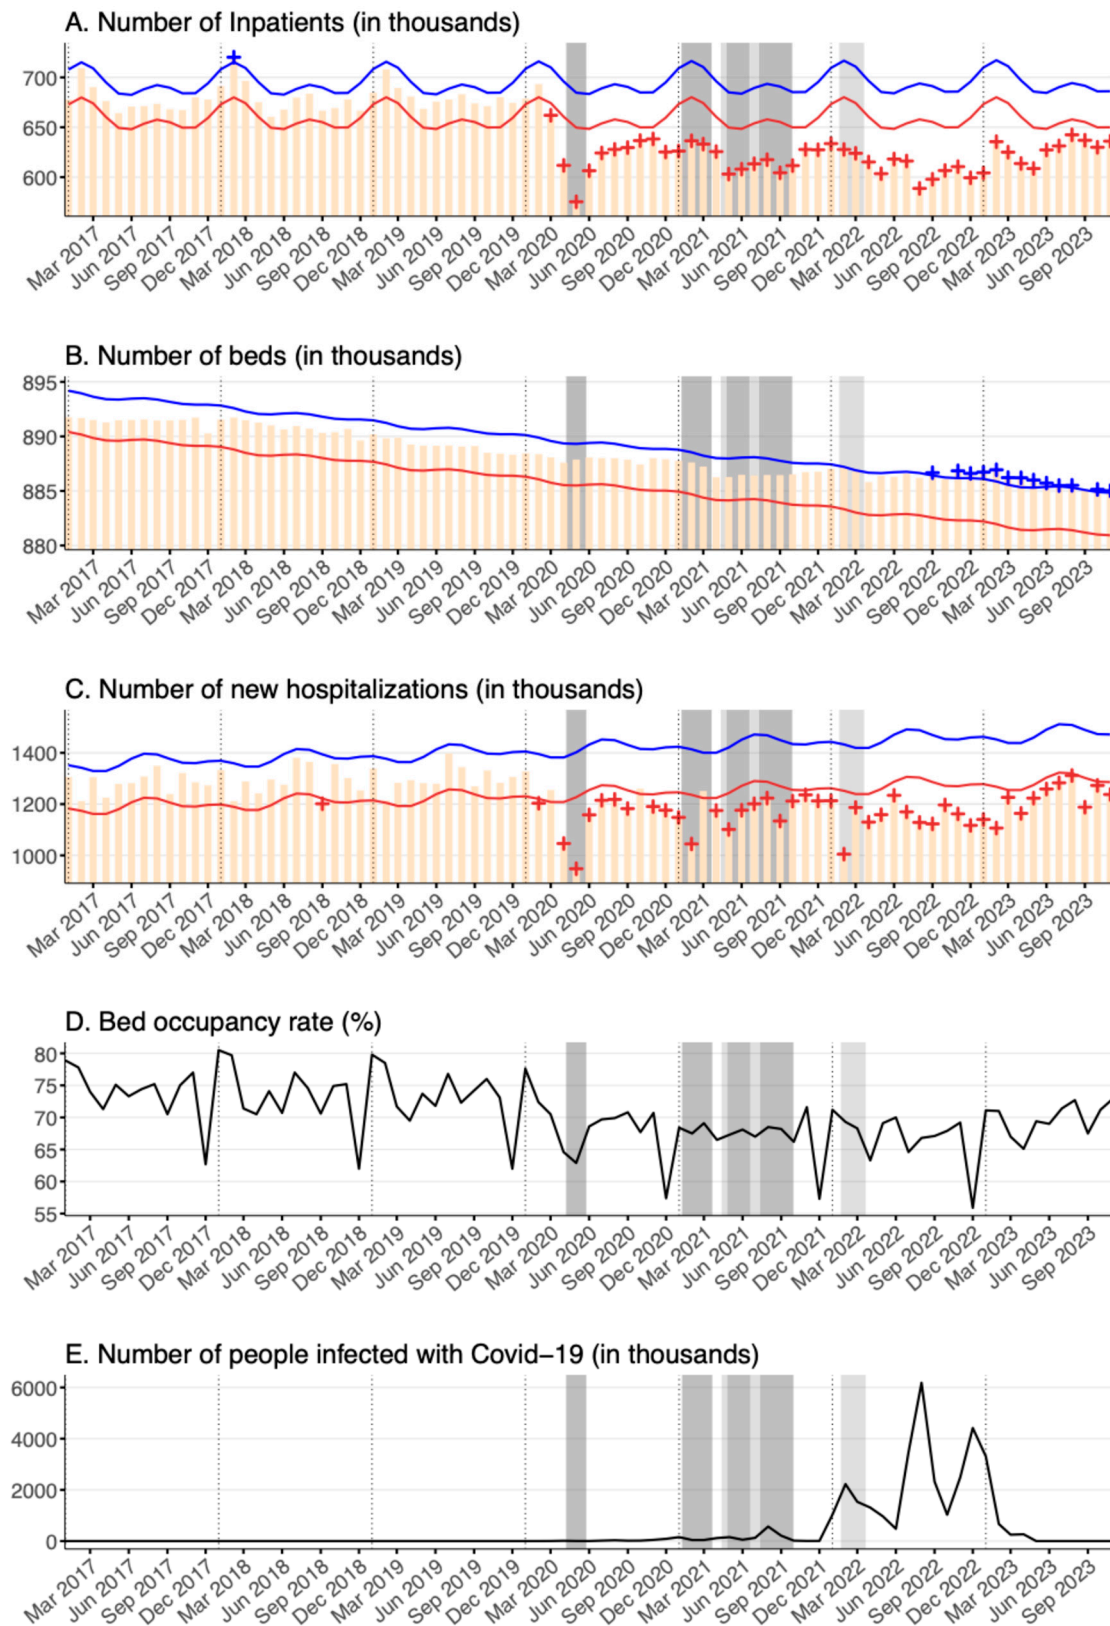 A. Number of Inpatients (in thousands)
700
650
600
Mar 2017 Jun 2017 Sep 2017 Dec 2017 Mar 2018 Jun 2018 Sep 2018 Dec 2018 Mar 2019 Jun 2019 Sep 2019 Dec 2019 Mar 2020 Jun 2020 Sep 2020 Dec 2020 Mar 2021 Jun 2021 Sep 2021 Dec 2021 Mar 2022 Jun 2022 Sep 2022 Dec 2022 Mar 2023 Jun 2023 Sep 2023
B. Number of beds (in thousands)
895
890
885
880
Mar 2017 Jun 2017 Sep 2017 Dec 2017 Mar 2018 Jun 2018 Sep 2018 Dec 2018 Mar 2019 Jun 2019 Sep 2019 Dec 2019 Mar 2020 Jun 2020 Sep 2020 Dec 2020 Mar 2021 Jun 2021 Sep 2021 Dec 2021 Mar 2022 Jun 2022 Sep 2022 Dec 2022 Mar 2023 Jun 2023 Sep 2023
C. Number of new hospitalizations (in thousands)
1400
1200
1000
Mar 2017 Jun 2017 Sep 2017 Dec 2017 Mar 2018 Jun 2018 Sep 2018 Dec 2018 Mar 2019 Jun 2019 Sep 2019 Dec 2019 Mar 2020 Jun 2020 Sep 2020 Dec 2020 Mar 2021 Jun 2021 Sep 2021 Dec 2021 Mar 2022 Jun 2022 Sep 2022 Dec 2022 Mar 2023 Jun 2023 Sep 2023
D. Bed occupancy rate (%)
80
75
70
65
60
55
Mar 2017 Jun 2017 Sep 2017 Dec 2017 Mar 2018 Jun 2018 Sep 2018 Dec 2018 Mar 2019 Jun 2019 Sep 2019 Dec 2019 Mar 2020 Jun 2020 Sep 2020 Dec 2020 Mar 2021 Jun 2021 Sep 2021 Dec 2021 Mar 2022 Jun 2022 Sep 2022 Dec 2022 Mar 2023 Jun 2023 Sep 2023
E. Number of people infected with Covid−19 (in thousands)
6000
4000
2000
0
Mar 2017 Jun 2017 Sep 2017 Dec 2017 Mar 2018 Jun 2018 Sep 2018 Dec 2018 Mar 2019 Jun 2019 Sep 2019 Dec 2019 Mar 2020 Jun 2020 Sep 2020 Dec 2020 Mar 2021 Jun 2021 Sep 2021 Dec 2021 Mar 2022 Jun 2022 Sep 2022 Dec 2022 Mar 2023 Jun 2023 Sep 2023